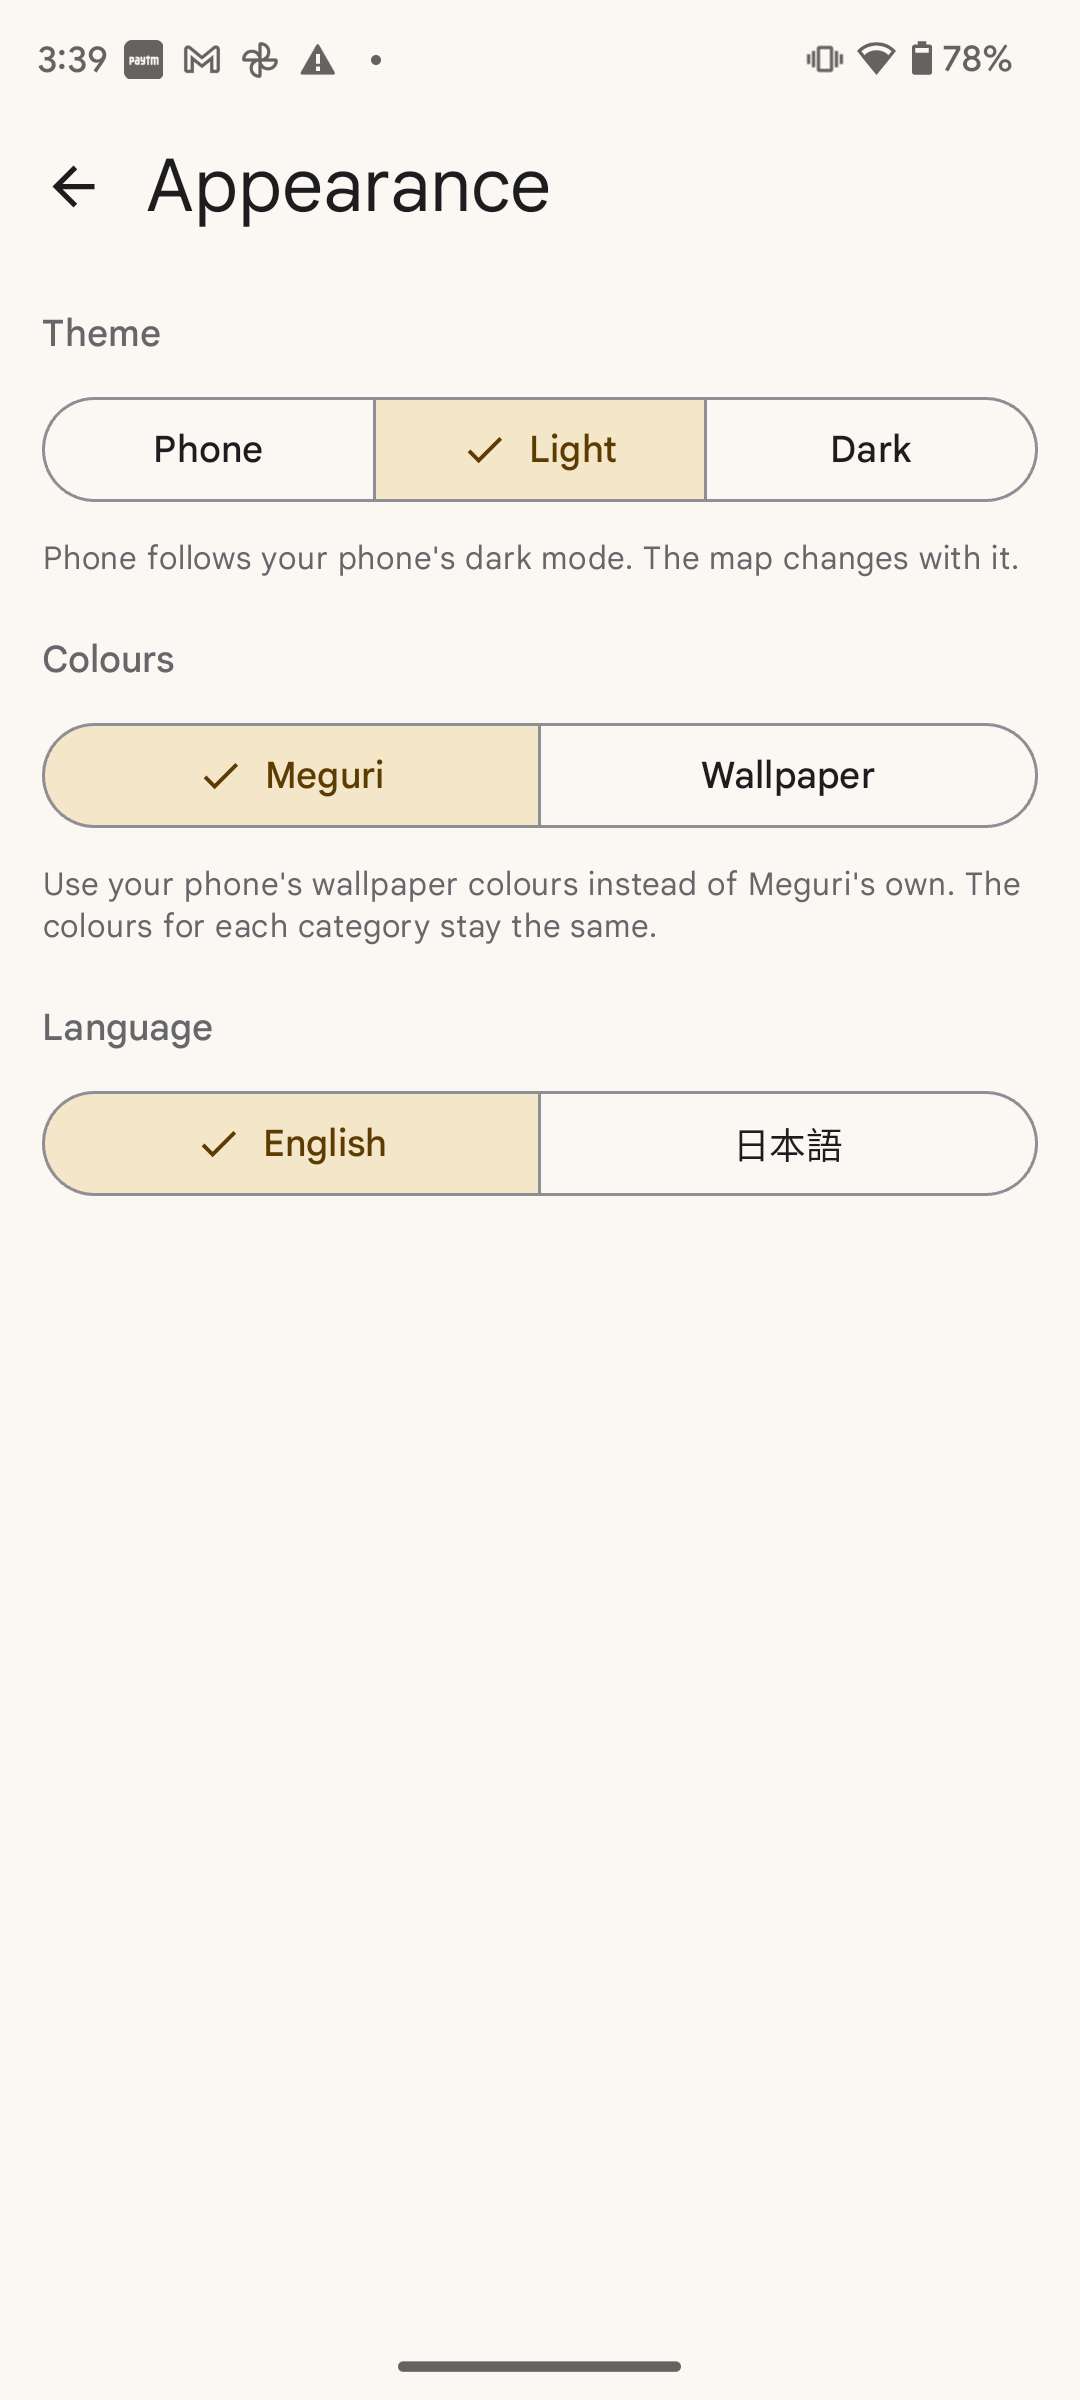 3:39 paytm 78%
Appearance
Theme
Phone Light Dark
Phone follows your phone's dark mode. The map changes with it.
Colours
Meguri Wallpaper
Use your phone's wallpaper colours instead of Meguri's own. The
colours for each category stay the same.
Language
English 日本語